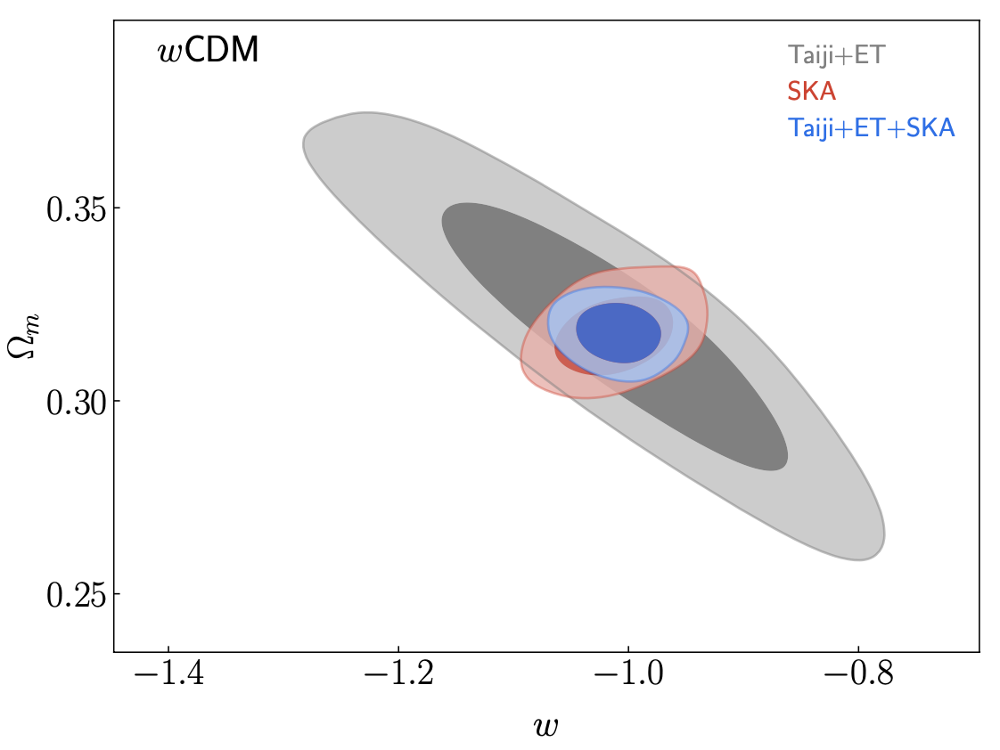 wCDM
Taiji+ET
SKA
Taiji+ET+SKA
0.35
0.30
0.25
Ωₘ
−1.4
−1.2
−1.0
−0.8
w